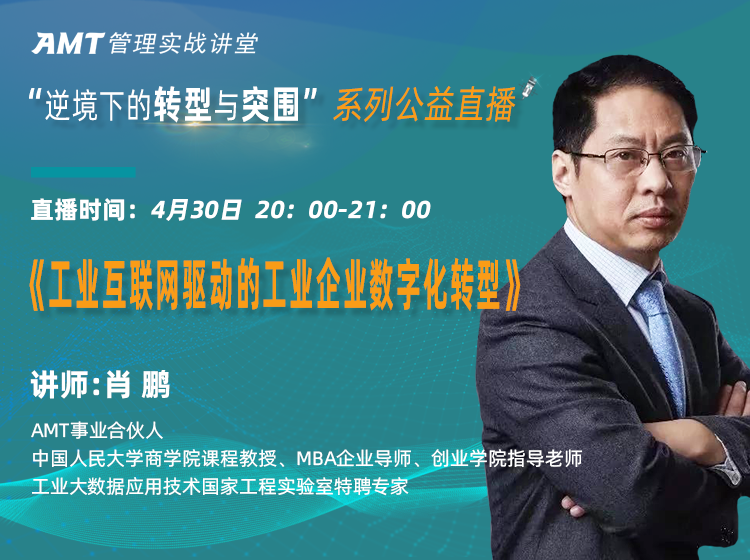 AMT管理实战讲堂
“逆境下的转型与突围” 系列公益直播
直播时间：4月30日 20：00-21：00
《工业互联网驱动的工业企业数字化转型》
讲师:肖 鹏
AMT事业合伙人
中国人民大学商学院课程教授、MBA企业导师、创业学院指导老师
工业大数据应用技术国家工程实验室特聘专家